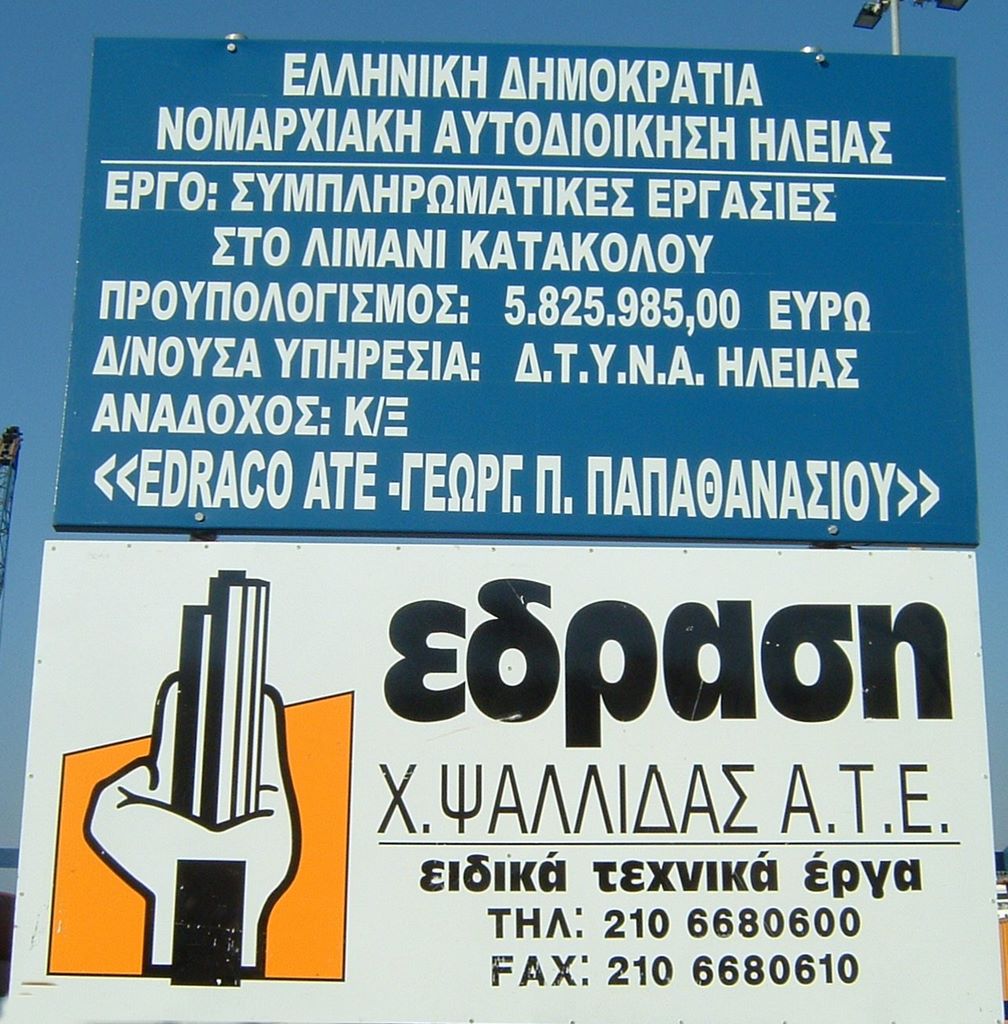 ΕΛΛΗΝΙΚΗ ΔΗΜΟΚΡΑΤΙΑ
ΝΟΜΑΡΧΙΑΚΗ ΑΥΤΟΔΙΟΙΚΗΣΗ ΗΛΕΙΑΣ
ΕΡΓΟ: ΣΥΜΠΛΗΡΩΜΑΤΙΚΕΣ ΕΡΓΑΣΙΕΣ
ΣΤΟ ΛΙΜΑΝΙ ΚΑΤΑΚΟΛΟΥ
ΠΡΟΥΠΟΛΟΓΙΣΜΟΣ: 5.825.985,00 ΕΥΡΩ
Δ/ΝΟΥΣΑ ΥΠΗΡΕΣΙΑ: Δ.Τ.Υ.Ν.Α. ΗΛΕΙΑΣ
ΑΝΑΔΟΧΟΣ: Κ/Ξ
<<EDRACO ATE -ΓΕΩΡΓ. Π. ΠΑΠΑΘΑΝΑΣΙΟΥ>>
εδραση
Χ.ΨΑΛΛΙΔΑΣ Α.Τ.Ε.
ειδικά τεχνικά έργα
ΤΗΛ: 210 6680600
FAX: 210 6680610